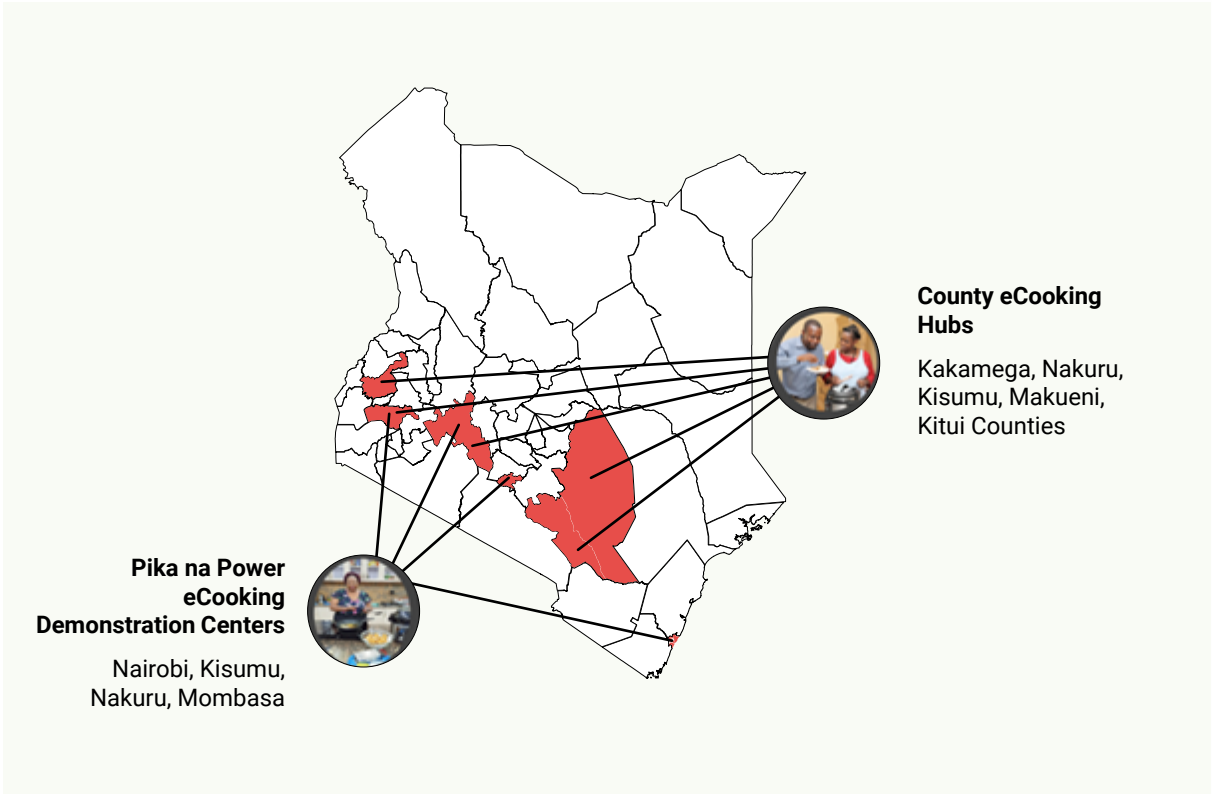 County eCooking
Hubs
Kakamega, Nakuru,
Kisumu, Makueni,
Kitui Counties
Pika na Power
eCooking
Demonstration Centers
Nairobi, Kisumu,
Nakuru, Mombasa